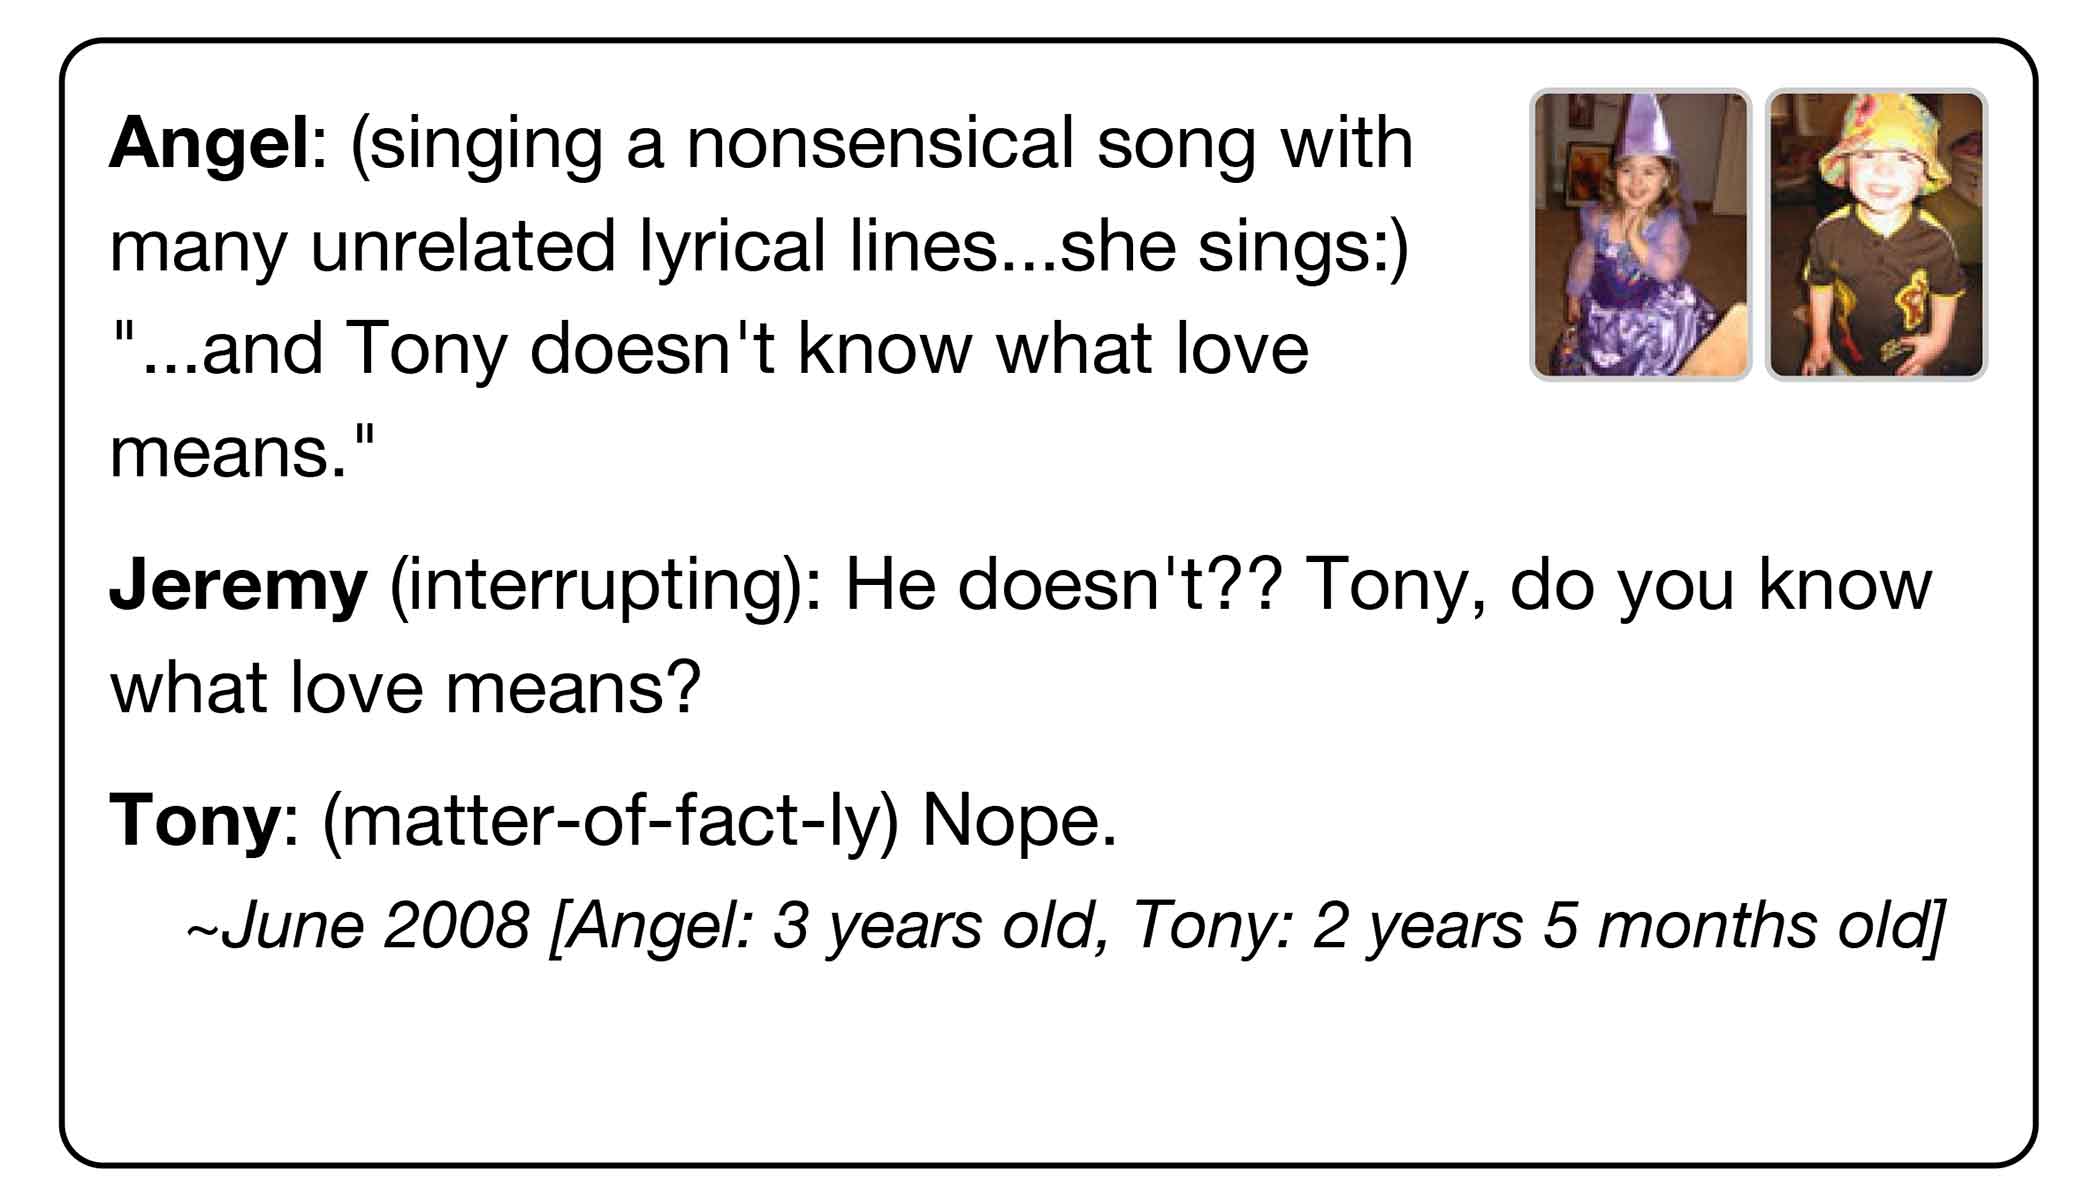 Angel: (singing a nonsensical song with
many unrelated lyrical lines...she sings:)
"...and Tony doesn't know what love
means."
Jeremy (interrupting): He doesn't?? Tony, do you know
what love means?
Tony: (matter-of-fact-ly) Nope.
~June 2008 [Angel: 3 years old, Tony: 2 years 5 months old]